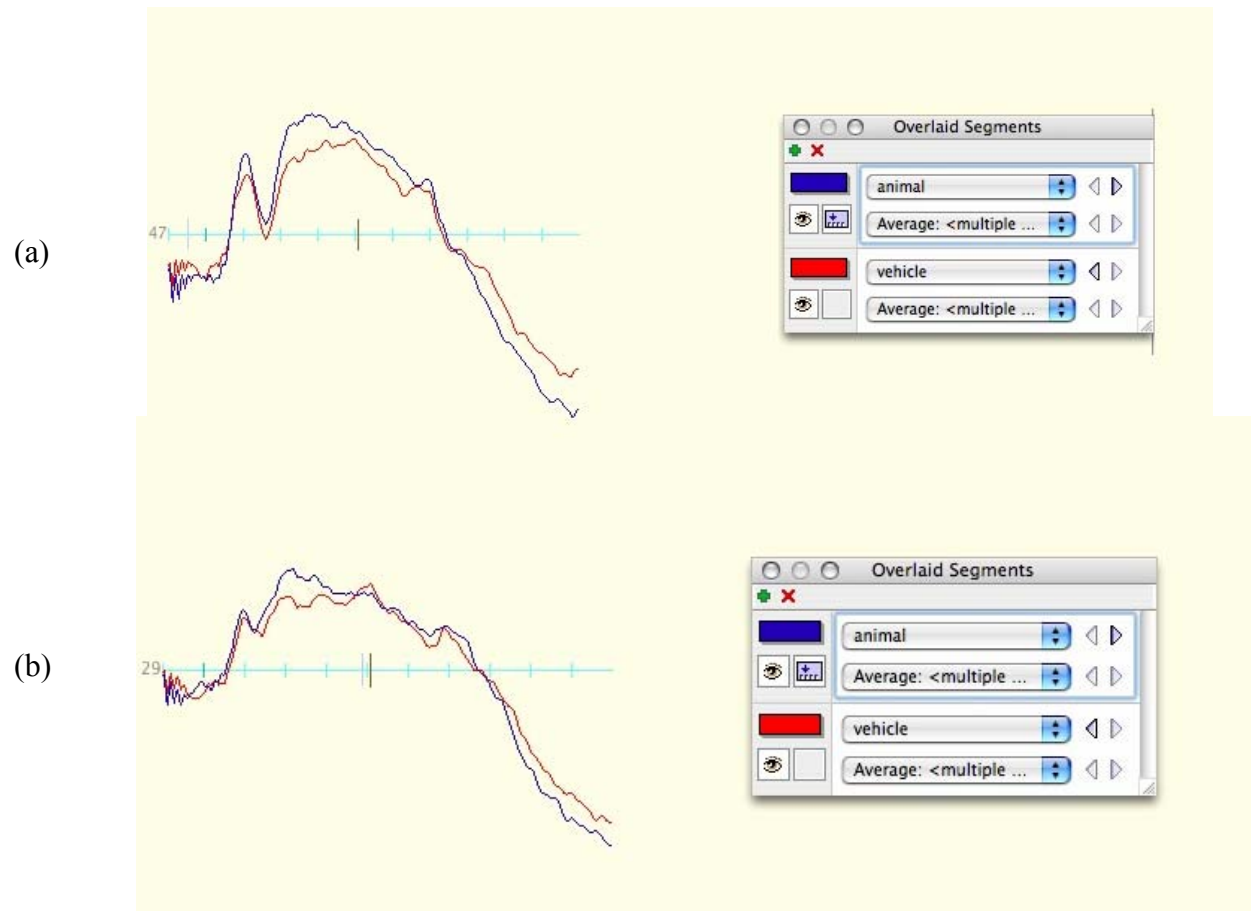 (a)
47
Overlaid Segments
animal
Average: <multiple ...
vehicle
Average: <multiple ...
(b)
29
Overlaid Segments
animal
Average: <multiple ...
vehicle
Average: <multiple ...